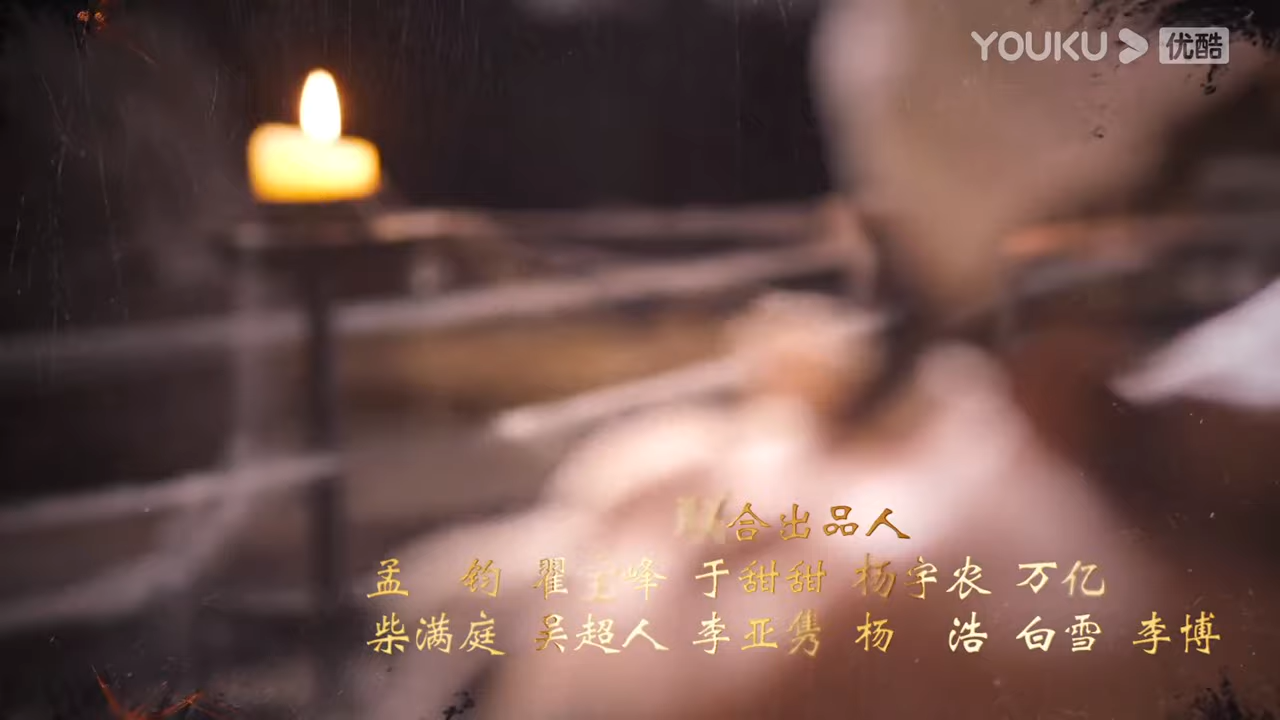 YOUKU 优酷
合出品人
孟 钧 翟 峰 于甜甜 杨宇农 万亿
柴满庭 吴超人 李亚隽 杨 浩 白雪 李博